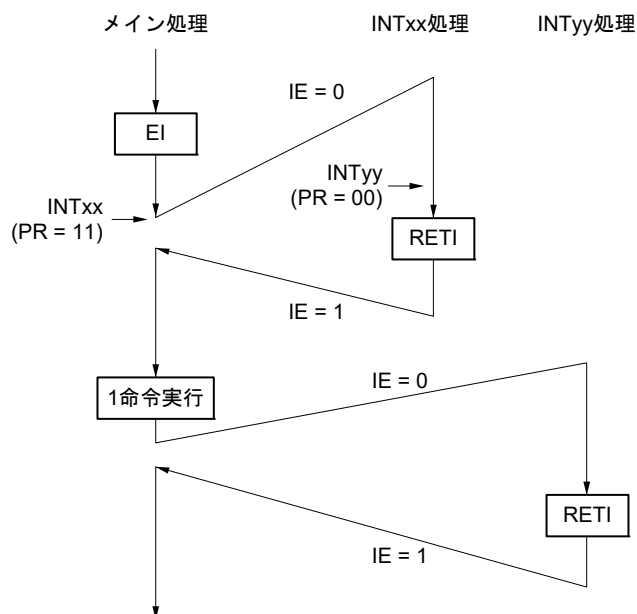 メイン処理
INTxx処理
INTyy処理
IE = 0
EI
INTxx
(PR = 11)
INTyy
(PR = 00)
RETI
IE = 1
1命令実行
IE = 0
RETI
IE = 1